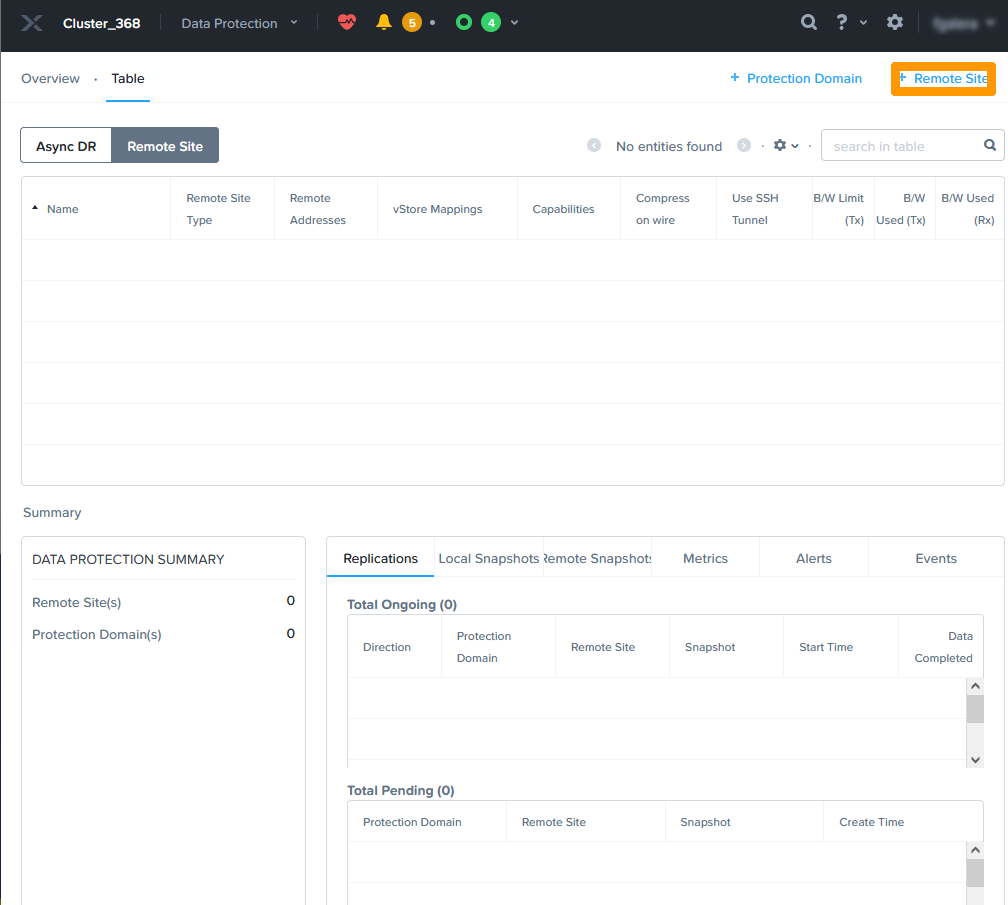 Cluster_368 Data Protection 5 4 ?
Overview Table + Protection Domain + Remote Site
Async DR Remote Site No entities found search in table
Name Remote Site Type Remote Addresses vStore Mappings Capabilities Compress on wire Use SSH Tunnel B/W Limit (Tx) B/W Used (Tx) B/W Used (Rx)
Summary
DATA PROTECTION SUMMARY
Remote Site(s) 0
Protection Domain(s) 0
Replications Local Snapshots Remote Snapshots Metrics Alerts Events
Total Ongoing (0)
Direction Protection Domain Remote Site Snapshot Start Time Data Completed
Total Pending (0)
Protection Domain Remote Site Snapshot Create Time